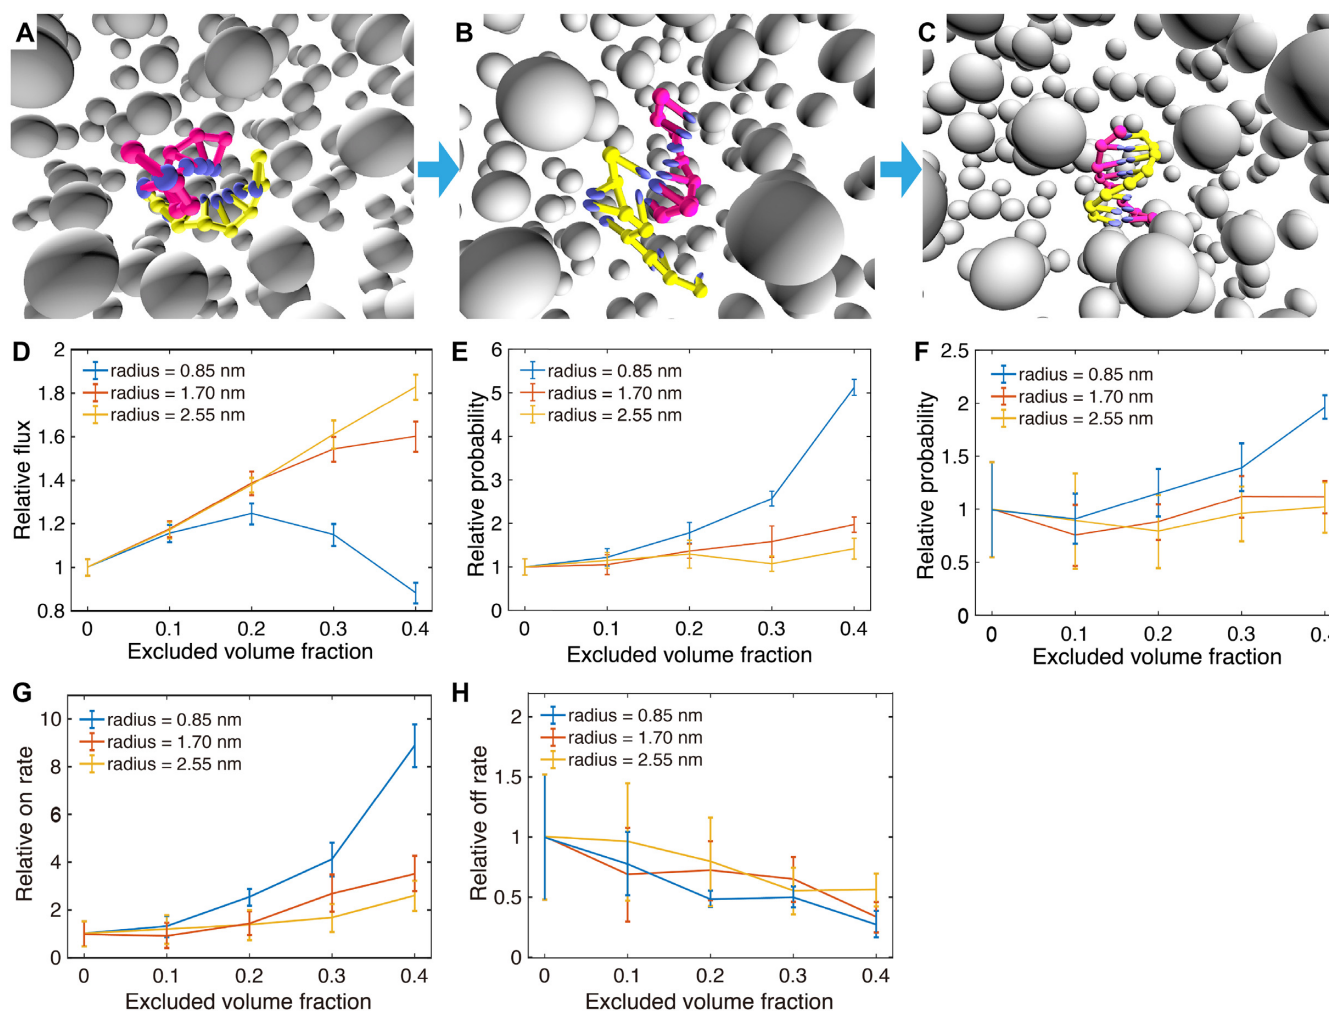 A
B
C
D
2
1.8
1.6
1.4
1.2
1
0.8
Relative flux
radius = 0.85 nm
radius = 1.70 nm
radius = 2.55 nm
0 0.1 0.2 0.3 0.4
Excluded volume fraction
E
6
5
4
3
2
1
0
Relative probability
radius = 0.85 nm
radius = 1.70 nm
radius = 2.55 nm
0 0.1 0.2 0.3 0.4
Excluded volume fraction
F
2.5
2
1.5
1
0.5
0
Relative probability
radius = 0.85 nm
radius = 1.70 nm
radius = 2.55 nm
0 0.1 0.2 0.3
Excluded volume fraction
G
10
8
6
4
2
0
Relative on rate
radius = 0.85 nm
radius = 1.70 nm
radius = 2.55 nm
0 0.1 0.2 0.3 0.4
Excluded volume fraction
H
2
1.5
1
0.5
0
Relative off rate
radius = 0.85 nm
radius = 1.70 nm
radius = 2.55 nm
0 0.1 0.2 0.3 0.4
Excluded volume fraction